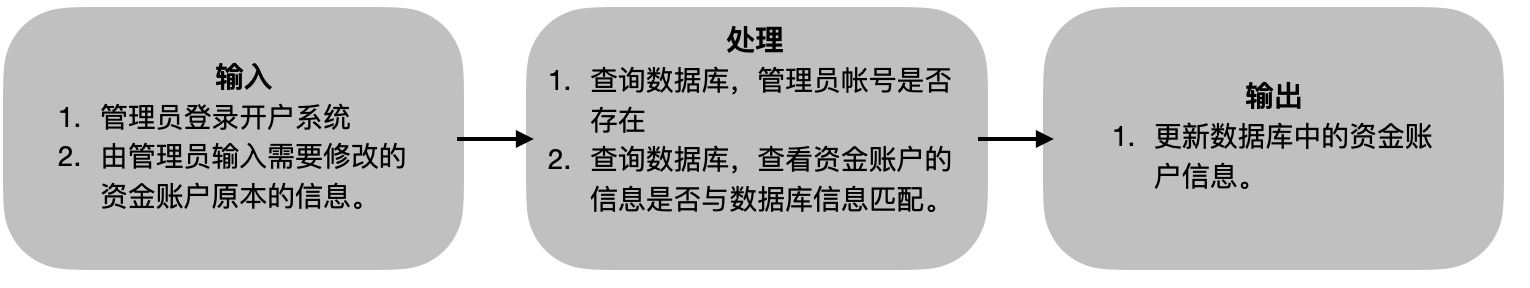 输入
1. 管理员登录开户系统
2. 由管理员输入需要修改的
资金账户原本的信息。
处理
1. 查询数据库，管理员帐号是否
存在
2. 查询数据库，查看资金账户的
信息是否与数据库信息匹配。
输出
1. 更新数据库中的资金账
户信息。